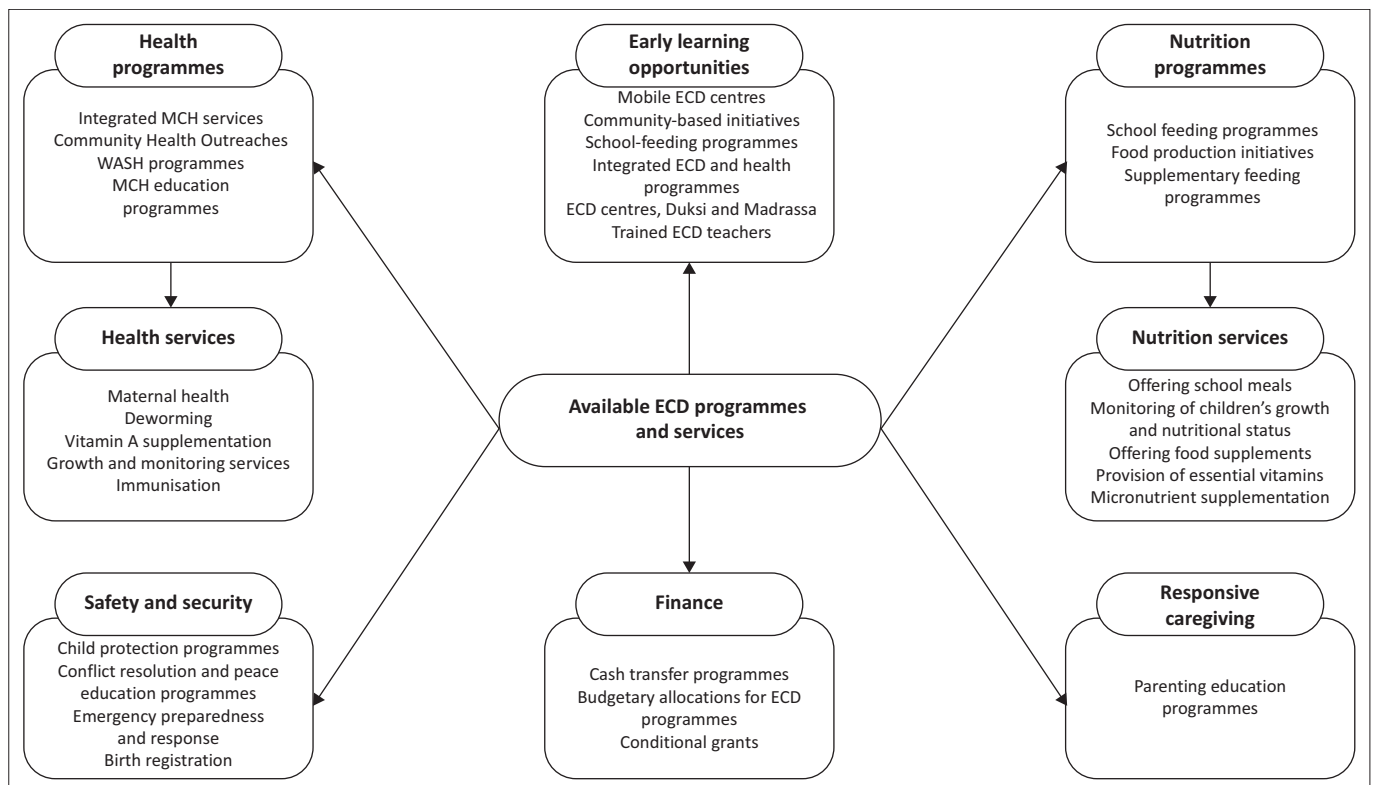 Health
programmes
Integrated MCH services
Community Health Outreaches
WASH programmes
MCH education
programmes
Early learning
opportunities
Mobile ECD centres
Community-based initiatives
School-feeding programmes
Integrated ECD and health
programmes
ECD centres, Duksi and Madrassa
Trained ECD teachers
Nutrition
programmes
School feeding programmes
Food production initiatives
Supplementary feeding
programmes
Health services
Maternal health
Deworming
Vitamin A supplementation
Growth and monitoring services
Immunisation
Available ECD programmes
and services
Nutrition services
Offering school meals
Monitoring of children’s growth
and nutritional status
Offering food supplements
Provision of essential vitamins
Micronutrient supplementation
Safety and security
Child protection programmes
Conflict resolution and peace
education programmes
Emergency preparedness
and response
Birth registration
Finance
Cash transfer programmes
Budgetary allocations for ECD
programmes
Conditional grants
Responsive
caregiving
Parenting education
programmes